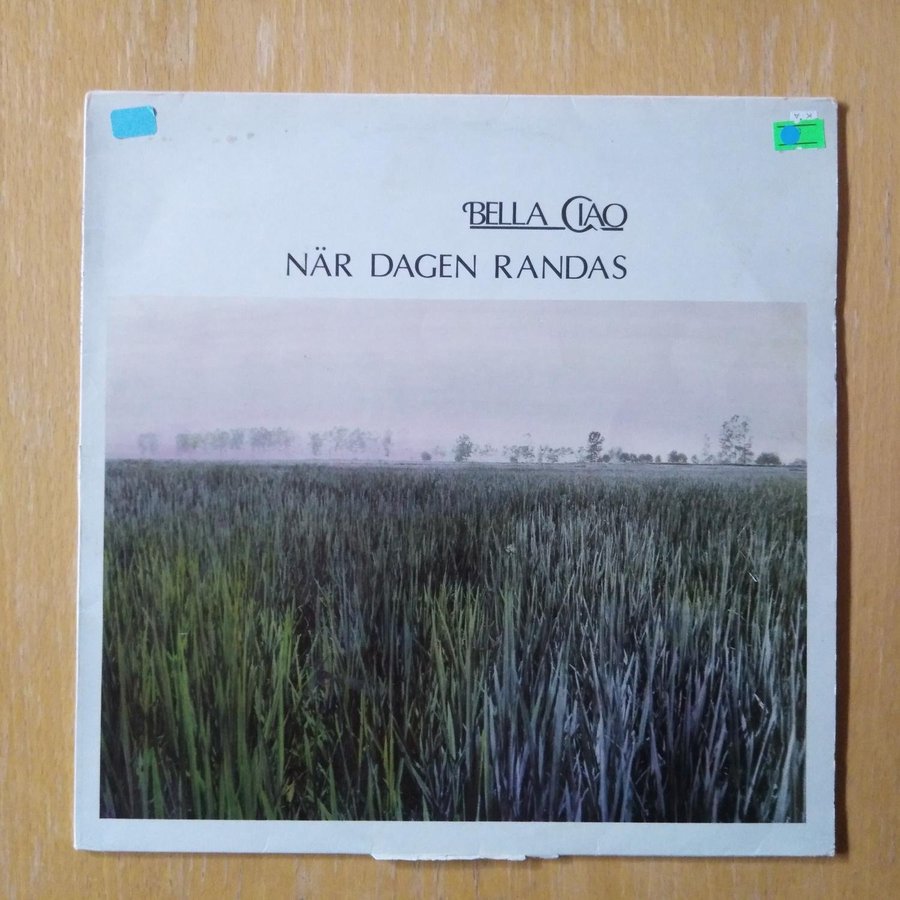 K A
BELLA CIAO
NÄR DAGEN RANDAS